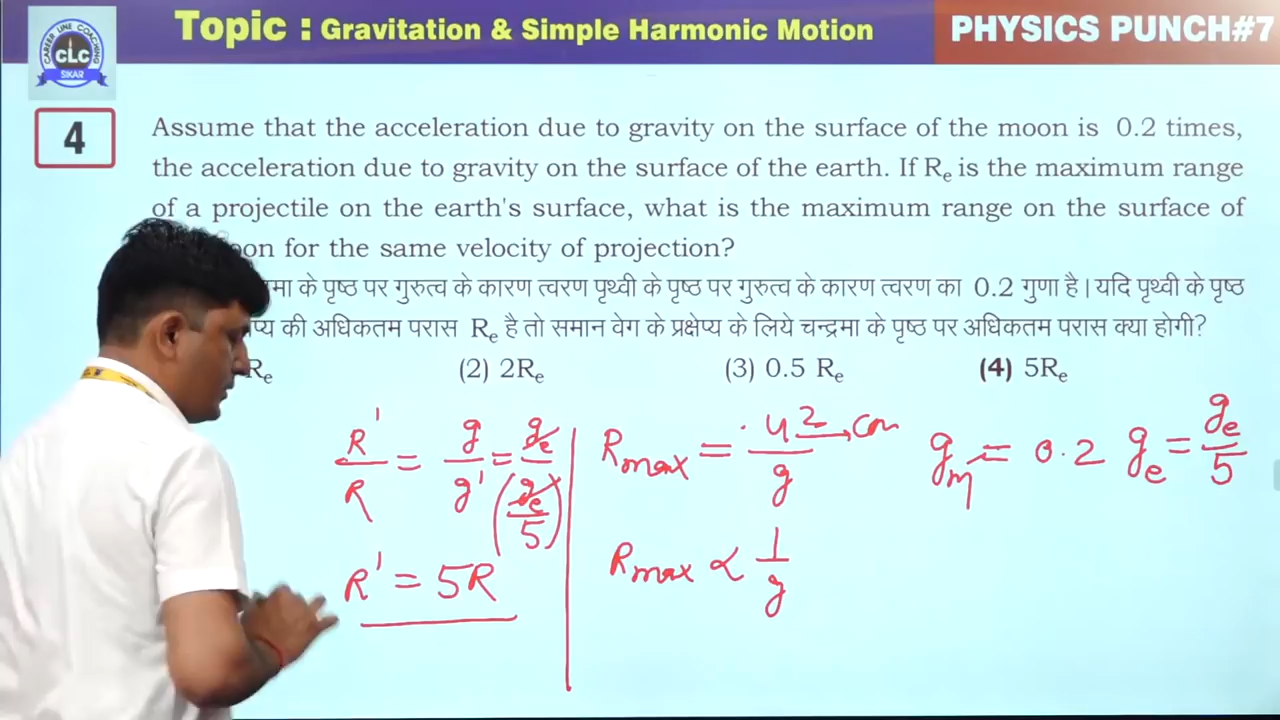 Topic : Gravitation & Simple Harmonic Motion
PHYSICS PUNCH#7
CAREER LINE COACHING
CLC
SIKAR
4
Assume that the acceleration due to gravity on the surface of the moon is 0.2 times,
the acceleration due to gravity on the surface of the earth. If Re is the maximum range
of a projectile on the earth's surface, what is the maximum range on the surface of
oon for the same velocity of projection?
मा के पृष्ठ पर गुरुत्व के कारण त्वरण पृथ्वी के पृष्ठ पर गुरुत्व के कारण त्वरण का 0.2 गुणा है। यदि पृथ्वी के पृष्ठ
प्य की अधिकतम परास Re है तो समान वेग के प्रक्षेप्य के लिये चन्द्रमा के पृष्ठ पर अधिकतम परास क्या होगी?
Re (2) 2Re (3) 0.5 Re (4) 5Re
R'/R = g/g' = ge/(ge/5)
R' = 5R
Rmax = u²/g → con
Rmax ∝ 1/g
gm = 0.2 ge = ge/5